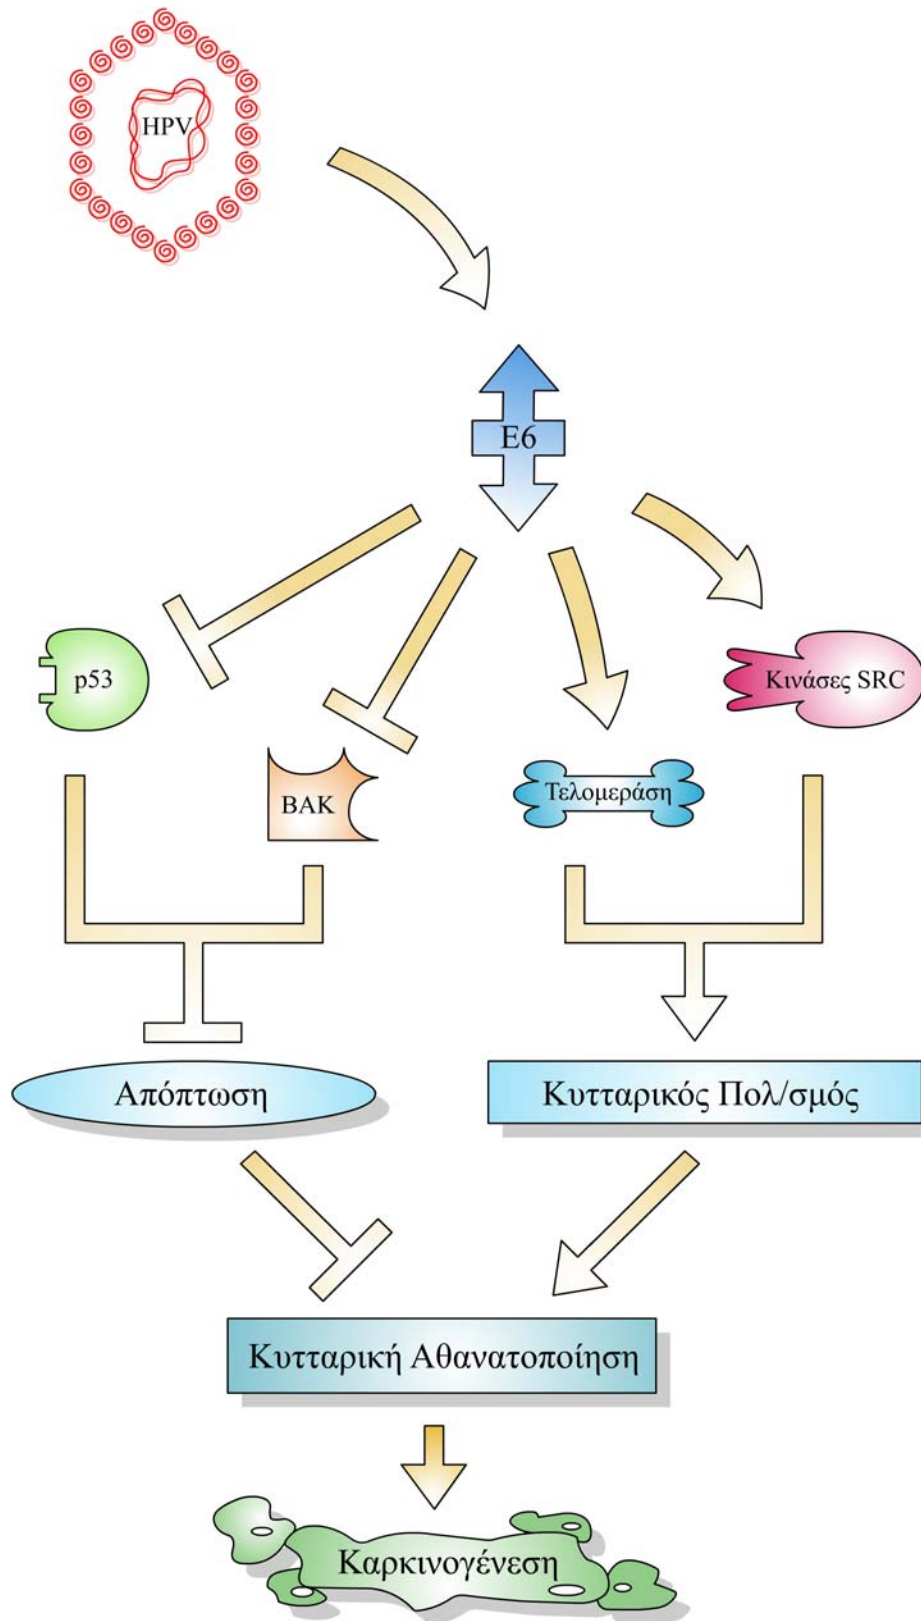 HPV
E6
p53
Κινάσες SRC
BAK
Τελομεράση
Απόπτωση
Κυτταρικός Πολ/σμός
Κυτταρική Αθανατοποίηση
Καρκινογένεση